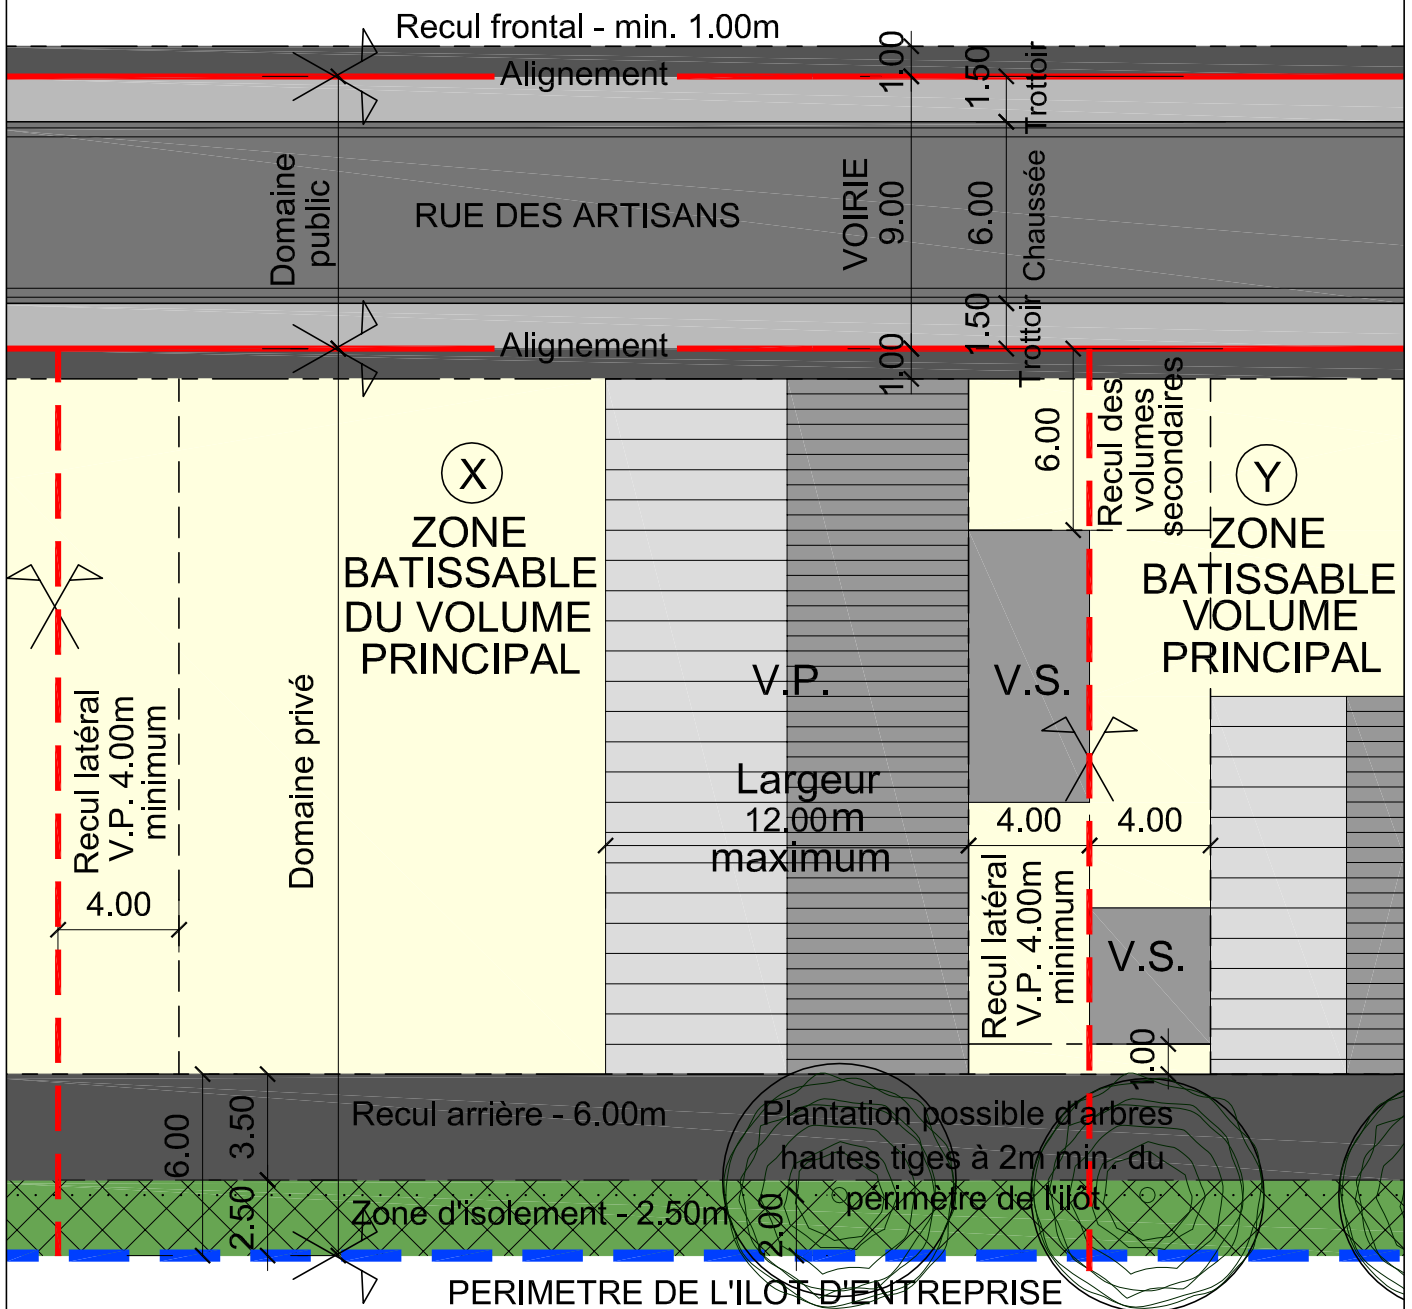 Recul frontal - min. 1.00m
Alignement
1.00
1.50
Trottoir
Domaine
public
RUE DES ARTISANS
VOIRIE
9.00
6.00
Chaussée
Alignement
1.00
1.50
Trottoir
6.00
Recul des
volumes
secondaires
X
ZONE
BATISSABLE
DU VOLUME
PRINCIPAL
Y
ZONE
BATISSABLE
VOLUME
PRINCIPAL
V.P.
V.S.
Recul latéral
V.P. 4.00m
minimum
4.00
Domaine privé
Largeur
12.00m
maximum
4.00
4.00
Recul latéral
V.P. 4.00m
minimum
V.S.
1.00
6.00
3.50
2.50
Recul arrière - 6.00m
Plantation possible d'arbres
hautes tiges à 2m min. du
périmètre de l'ilôt
Zone d'isolement - 2.50m
2.00
PERIMETRE DE L'ILOT D'ENTREPRISE